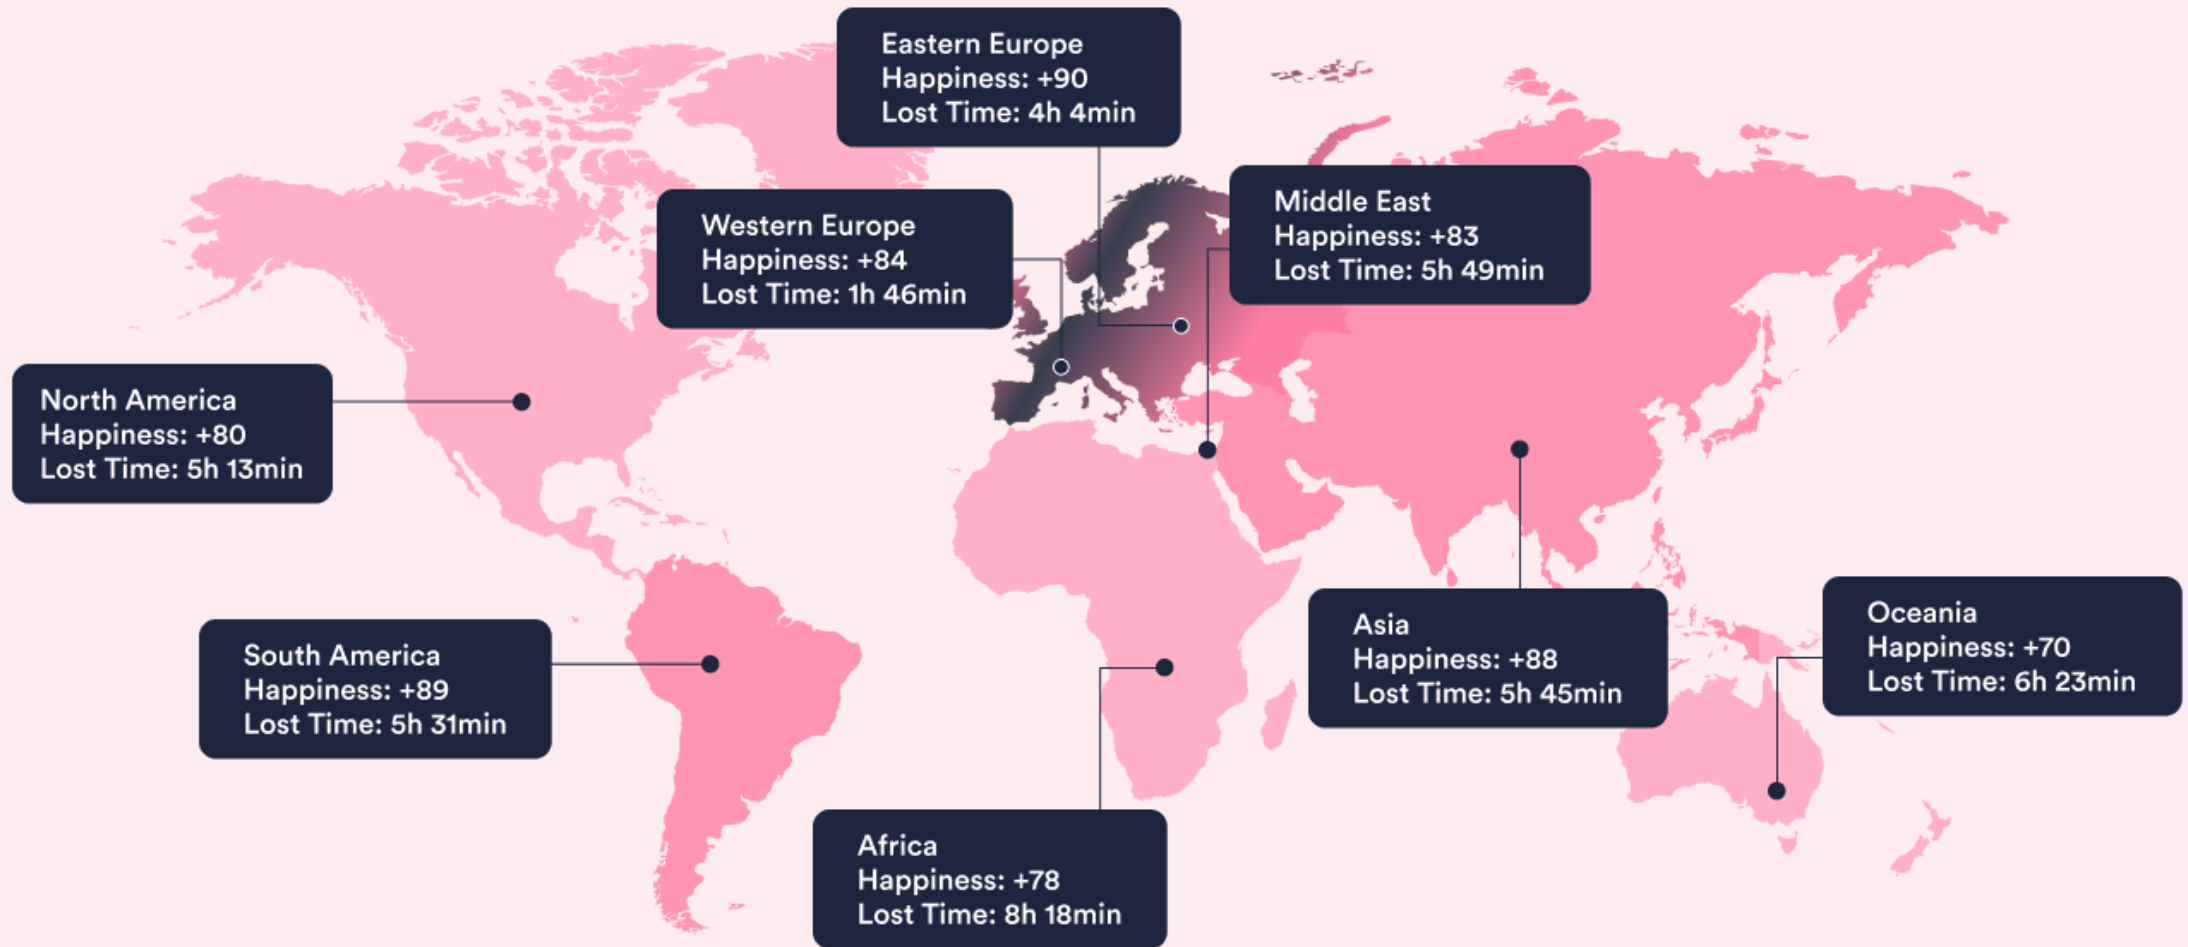 Eastern Europe
Happiness: +90
Lost Time: 4h 4min
Western Europe
Happiness: +84
Lost Time: 1h 46min
Middle East
Happiness: +83
Lost Time: 5h 49min
North America
Happiness: +80
Lost Time: 5h 13min
South America
Happiness: +89
Lost Time: 5h 31min
Asia
Happiness: +88
Lost Time: 5h 45min
Oceania
Happiness: +70
Lost Time: 6h 23min
Africa
Happiness: +78
Lost Time: 8h 18min